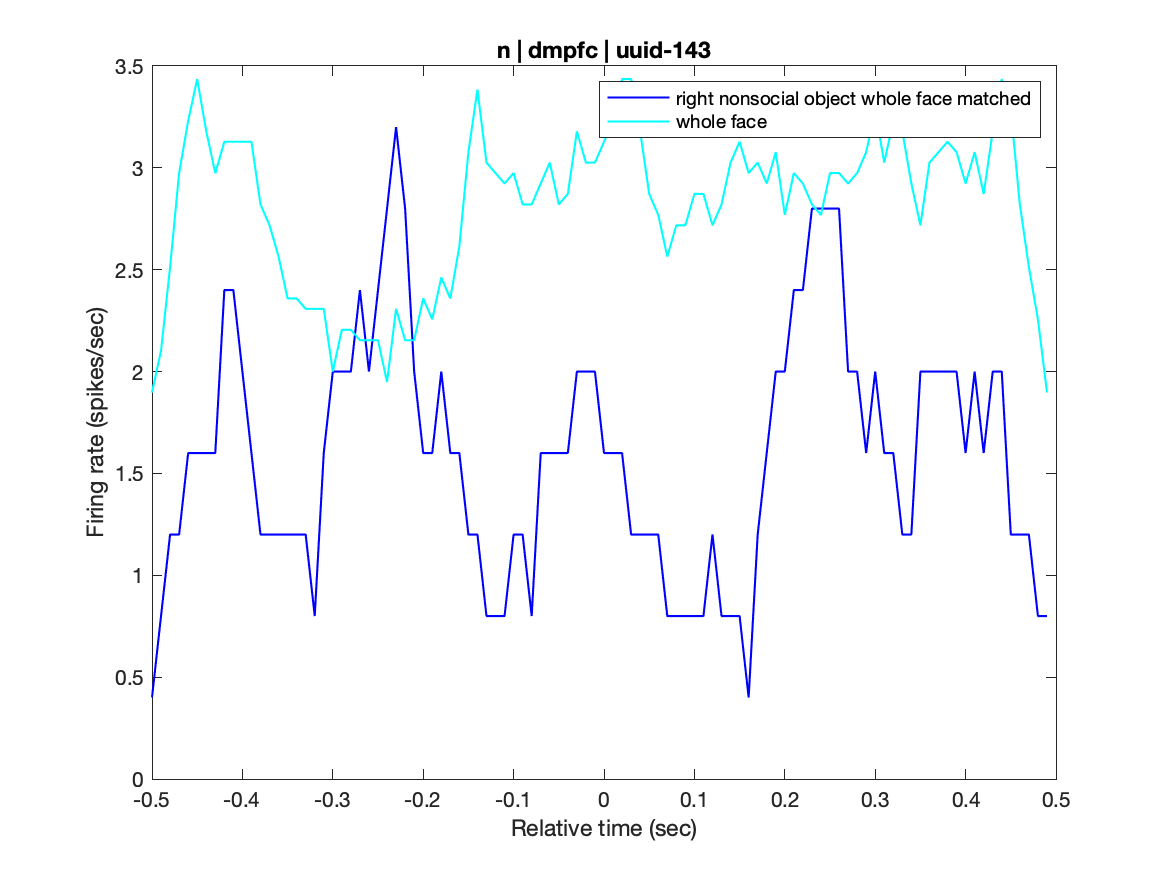 n | dmpfc | uuid-143
right nonsocial object whole face matched
whole face
Firing rate (spikes/sec)
3.5
3
2.5
2
1.5
1
0.5
0
-0.5 -0.4 -0.3 -0.2 -0.1 0 0.1 0.2 0.3 0.4 0.5
Relative time (sec)